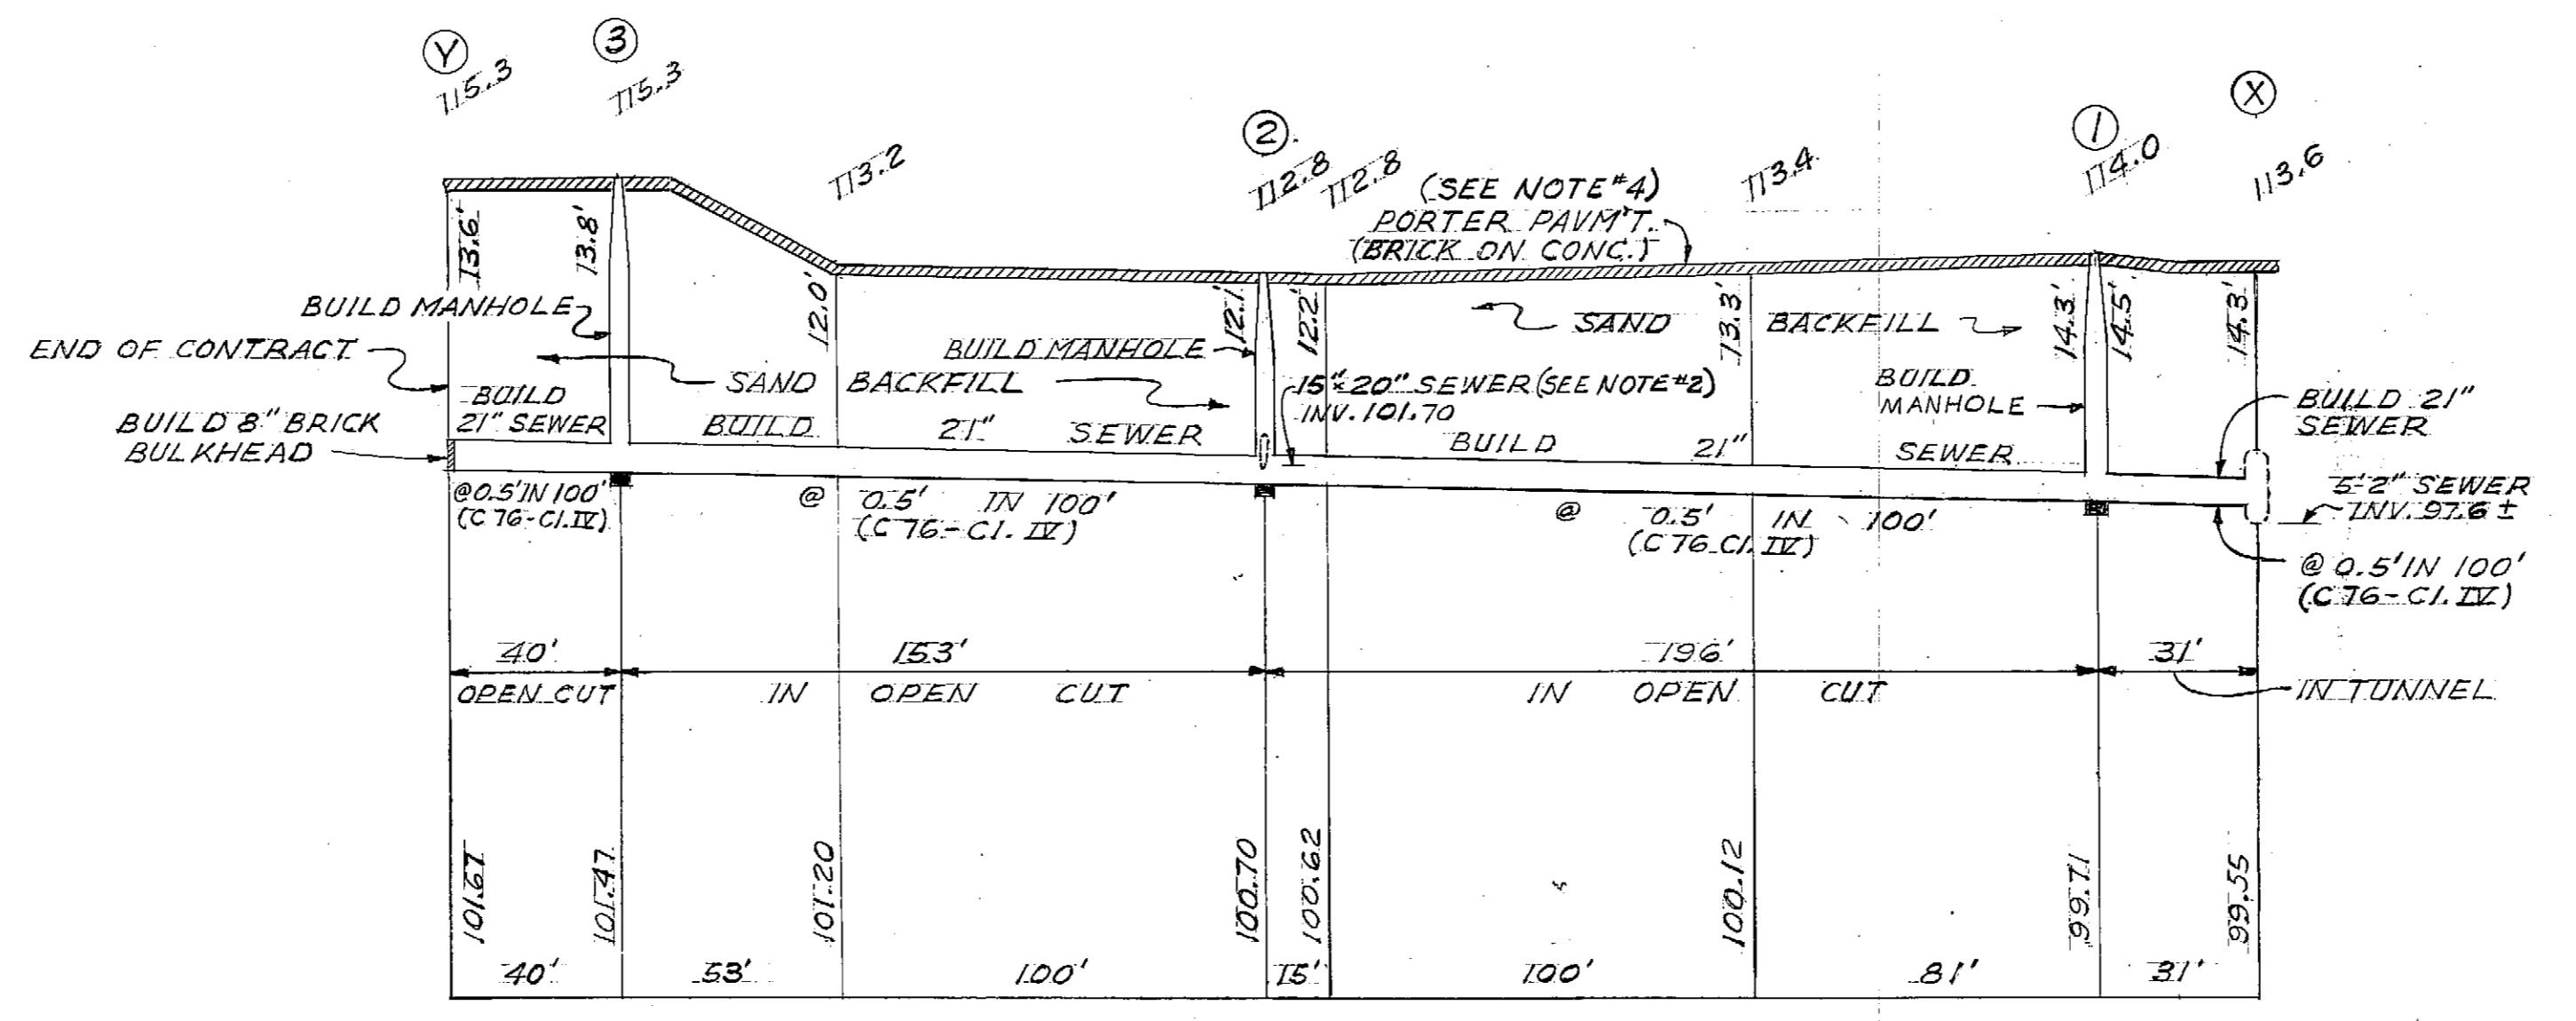 Y
3
2
1
X
115.3
115.3
113.2
112.8
112.8
113.4
114.0
113.6
(SEE NOTE #4)
PORTER PAVM'T.
(BRICK ON CONC.)
13.6'
13.8'
12.0'
12.1'
12.2'
13.3'
14.3'
14.5'
14.3'
BUILD MANHOLE
END OF CONTRACT
BUILD 8" BRICK
BULKHEAD
BUILD
21" SEWER
SAND BACKFILL
BUILD 21" SEWER
BUILD MANHOLE
15"x20" SEWER (SEE NOTE #2)
INV. 101.70
SAND BACKFILL
BUILD 21" SEWER
BUILD
MANHOLE
BUILD 21"
SEWER
5'-2" SEWER
INV. 97.6 ±
@ 0.5' IN 100'
(C 76-Cl. IV)
@ 0.5' IN 100'
(C 76-Cl. IV)
@ 0.5' IN 100'
(C 76-Cl. IV)
@ 0.5' IN 100'
(C 76-Cl. IV)
40'
153'
196'
31'
OPEN CUT
IN OPEN CUT
IN OPEN CUT
IN TUNNEL
101.67
101.47
101.20
100.70
100.62
100.12
99.71
99.55
40'
53'
100'
15'
100'
81'
31'